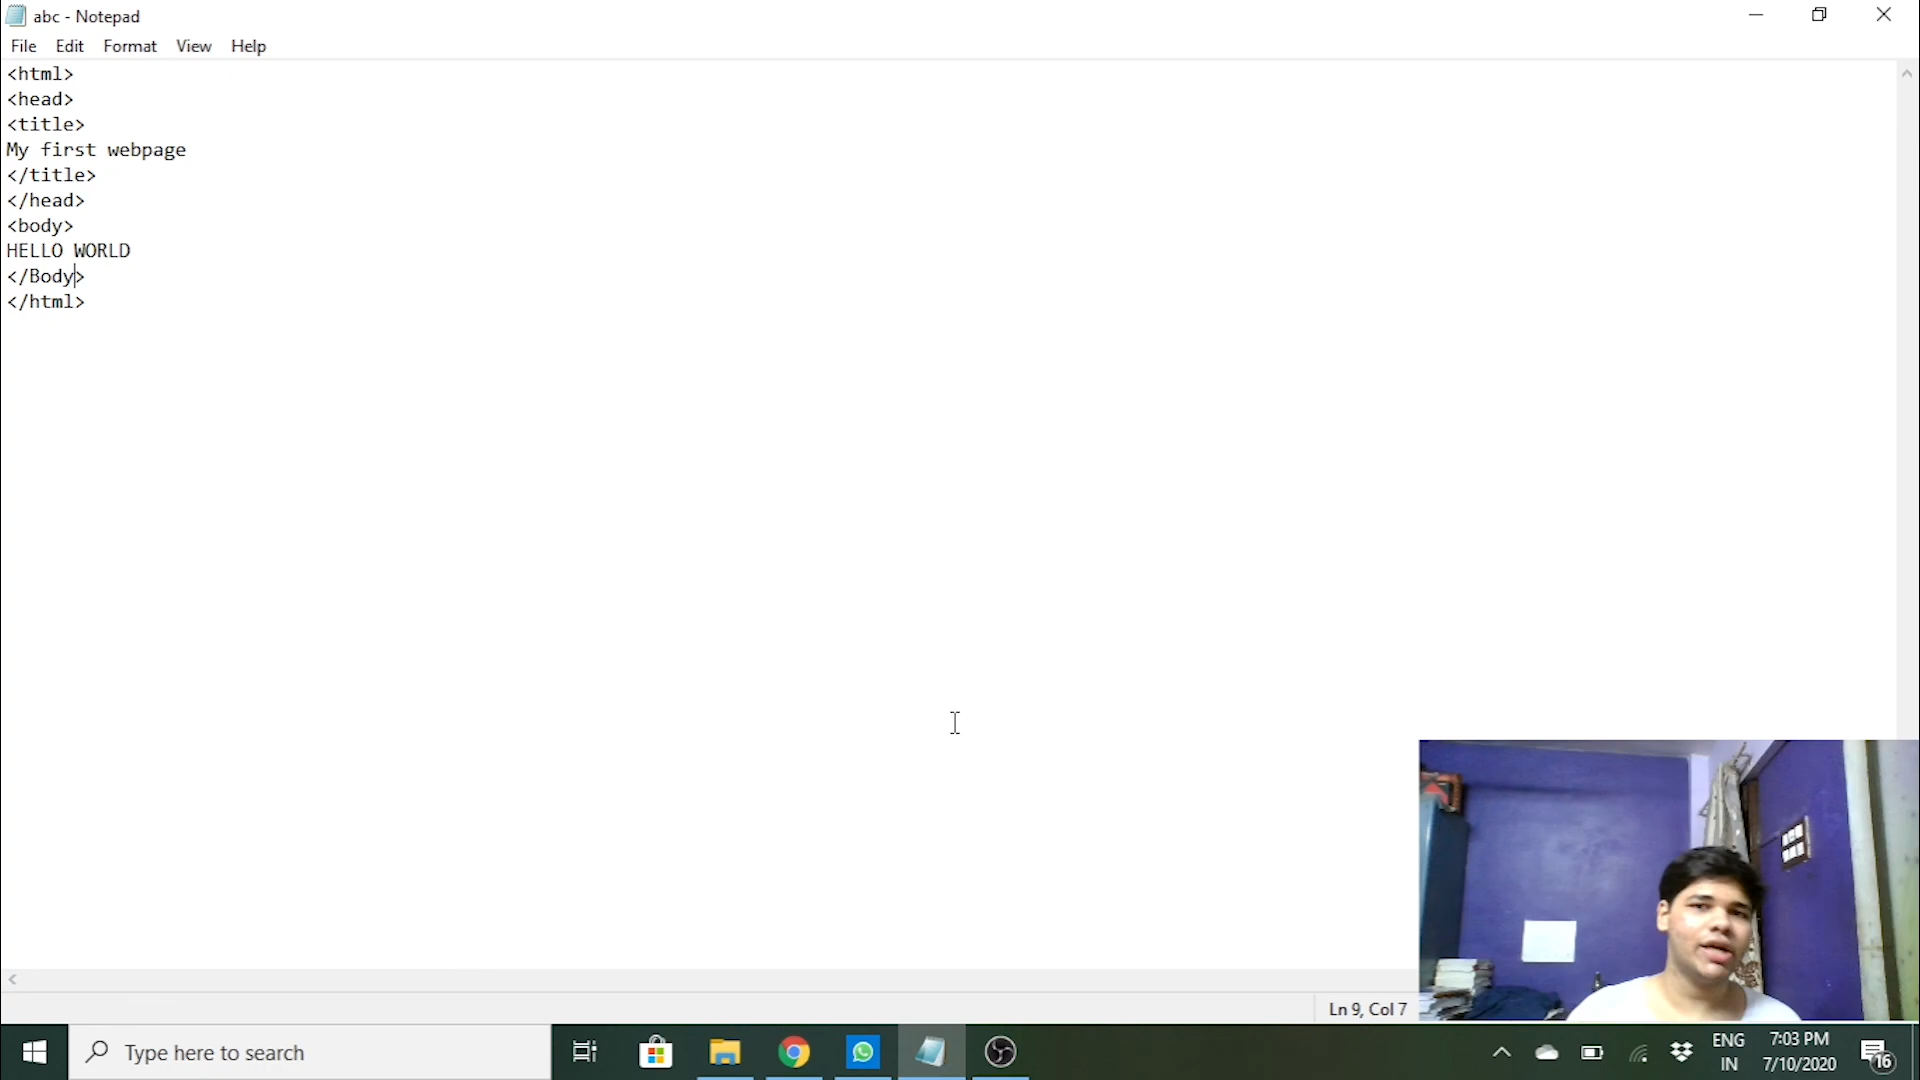 abc - Notepad
File Edit Format View Help
<html>
<head>
<title>
My first webpage
</title>
</head>
<body>
HELLO WORLD
</Body>
</html>
Ln 9, Col 7
Type here to search
ENG
IN
7:03 PM
7/10/2020
16